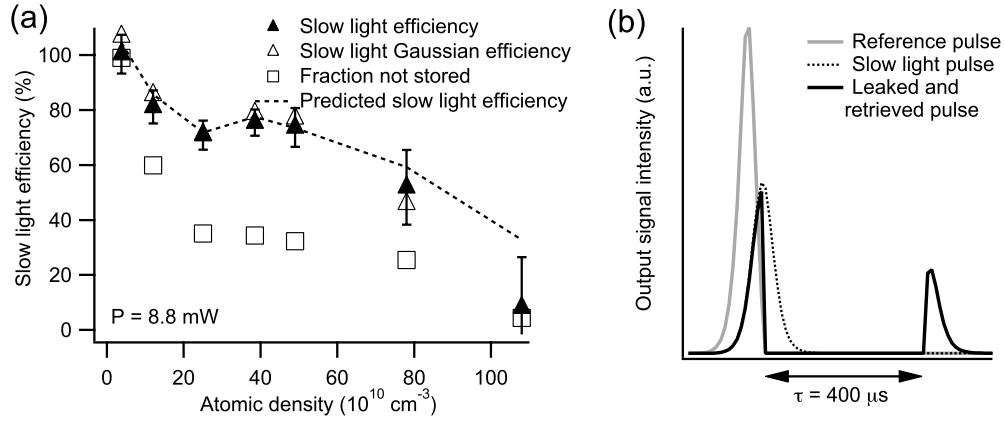 (a)
Slow light efficiency
Slow light Gaussian efficiency
Fraction not stored
Predicted slow light efficiency
Slow light efficiency (%)
100
80
60
40
20
0
P = 8.8 mW
0 20 40 60 80 100
Atomic density (10¹⁰ cm⁻³)
(b)
Reference pulse
Slow light pulse
Leaked and
retrieved pulse
Output signal intensity (a.u.)
τ = 400 μs